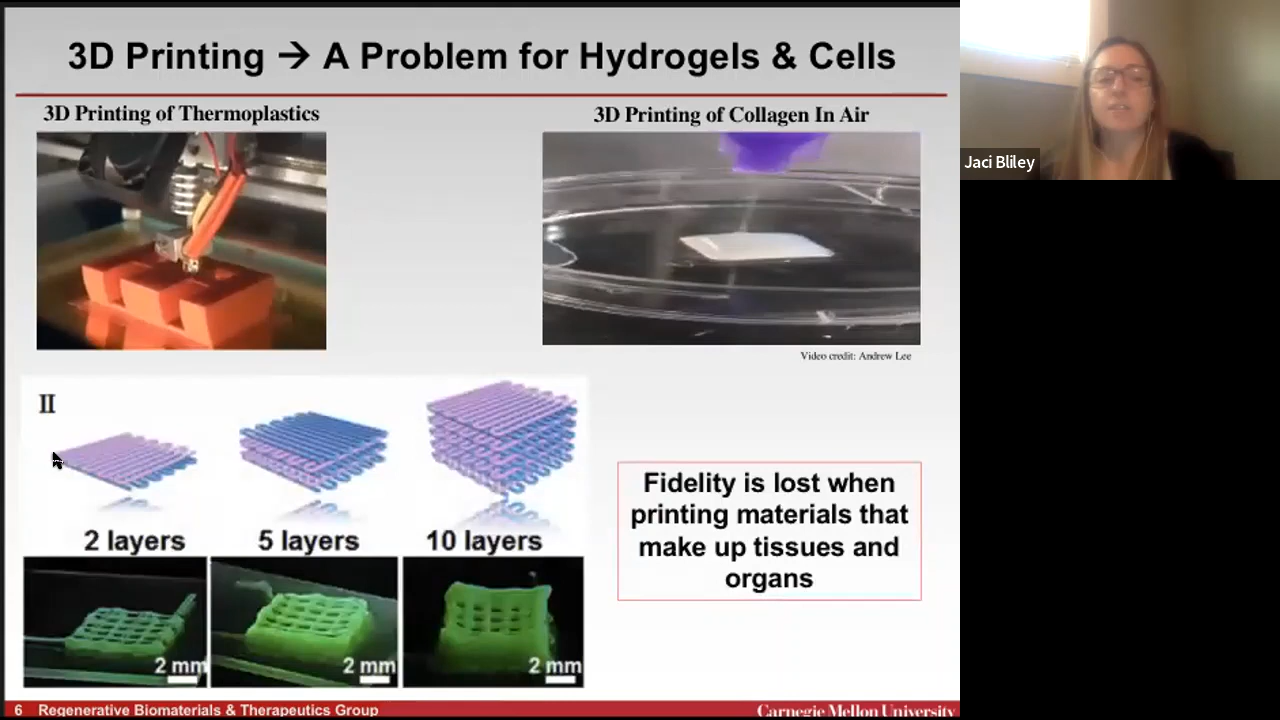 3D Printing → A Problem for Hydrogels & Cells
3D Printing of Thermoplastics
3D Printing of Collagen In Air
Jaci Bliley
Video credit: Andrew Lee
II
2 layers
5 layers
10 layers
2 mm
2 mm
2 mm
Fidelity is lost when
printing materials that
make up tissues and
organs
6 Regenerative Biomaterials & Therapeutics Group
Carnegie Mellon University